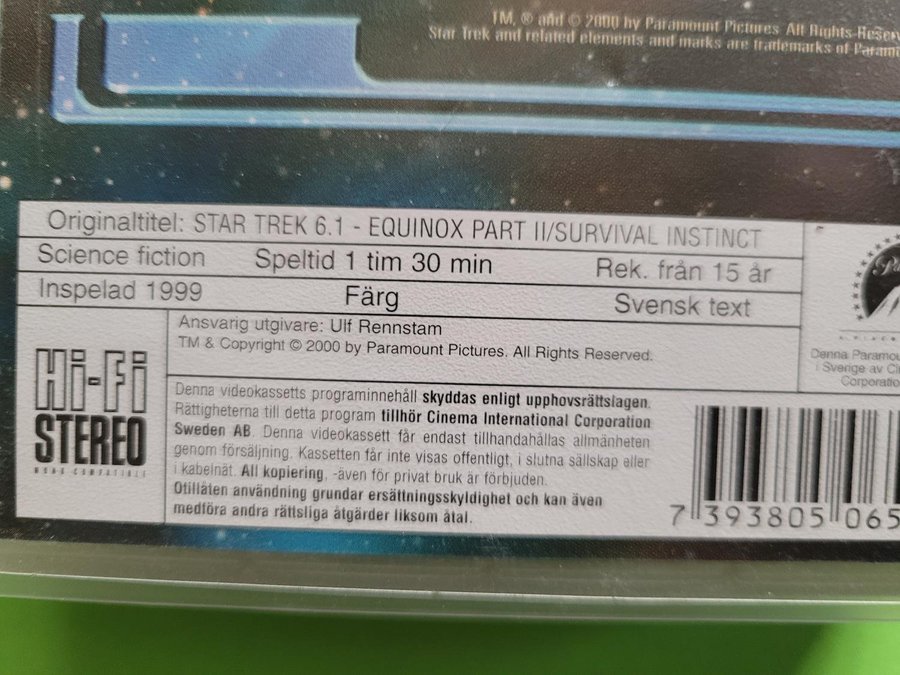 TM, ® and © 2000 by Paramount Pictures. All Rights Reserv
Star Trek and related elements and marks are trademarks of Param
Originaltitel: STAR TREK 6.1 - EQUINOX PART II/SURVIVAL INSTINCT
Science fiction Speltid 1 tim 30 min Rek. från 15 år
Inspelad 1999 Färg Svensk text
Ansvarig utgivare: Ulf Rennstam
TM & Copyright © 2000 by Paramount Pictures. All Rights Reserved.
Hi-Fi
STEREO
MONO COMPATIBLE
Denna videokassetts programinnehåll skyddas enligt upphovsrättslagen.
Rättigheterna till detta program tillhör Cinema International Corporation
Sweden AB. Denna videokassett får endast tillhandahållas allmänheten
genom försäljning. Kassetten får inte visas offentligt, i slutna sällskap eller
i kabelnät. All kopiering, -även för privat bruk är förbjuden.
Otillåten användning grundar ersättningsskyldighet och kan även
medföra andra rättsliga åtgärder liksom åtal.
Denna Paramou
i Sverige av Ci
Corporatio
7 393805 065